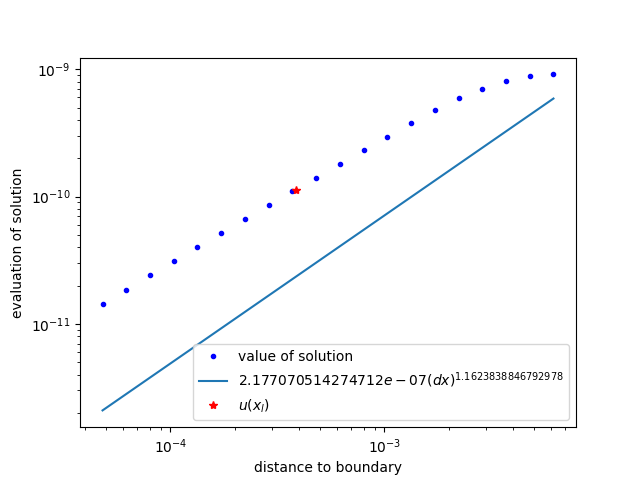 10⁻⁹
10⁻¹⁰
10⁻¹¹
evaluation of solution
value of solution
2.177070514274712e − 07(dx)^1.1623838846792978
u(x_l)
10⁻⁴
10⁻³
distance to boundary